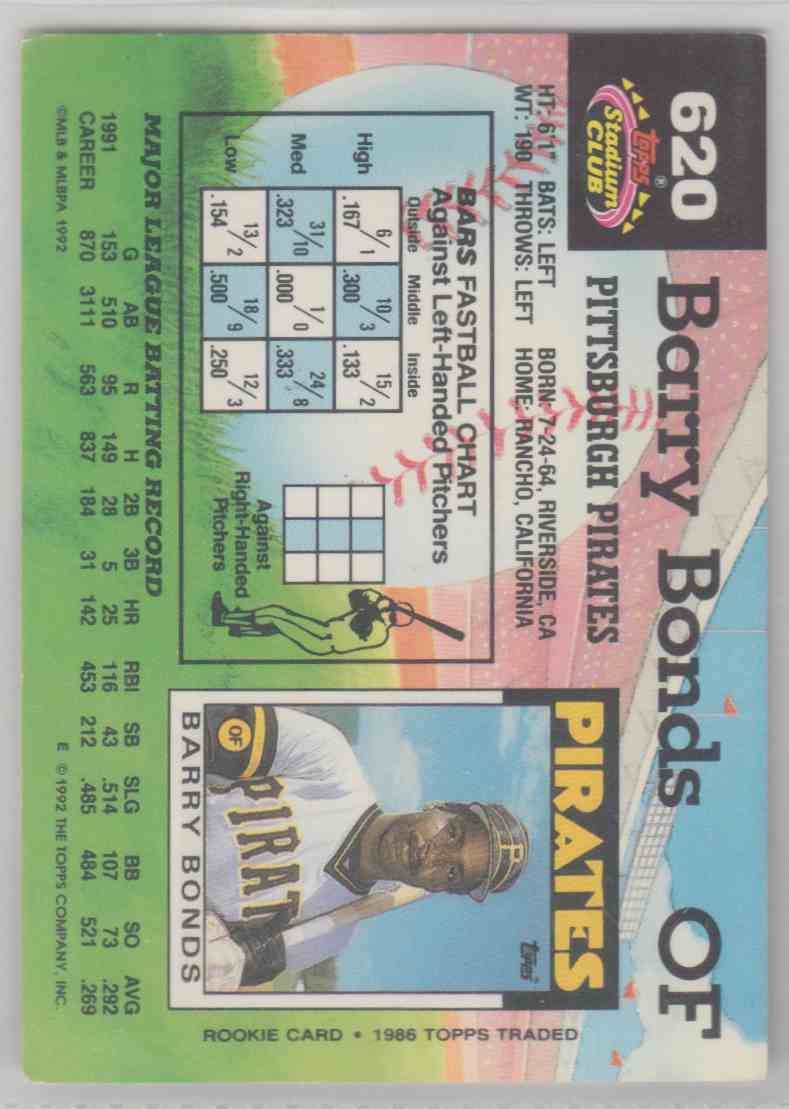 620
Topps®
Stadium
CLUB
Barry Bonds OF
PITTSBURGH PIRATES
HT: 6'1" BATS: LEFT BORN: 7-24-64, RIVERSIDE, CA
WT: 190 THROWS: LEFT HOME: RANCHO, CALIFORNIA
BARS FASTBALL CHART
Against Left-Handed Pitchers
Outside Middle Inside
High 6/1 .167 10/3 .300 15/2 .133
Med 31/10 .323 1/0 .000 24/8 .333
Low 13/2 .154 18/9 .500 12/3 .250
Against
Right-Handed
Pitchers
PIRATES
Topps
P
PIRAT
OF
BARRY BONDS
ROOKIE CARD • 1986 TOPPS TRADED
MAJOR LEAGUE BATTING RECORD
G AB R H 2B 3B HR RBI SB SLG BB SO AVG
1991 153 510 95 149 28 5 25 116 43 .514 107 73 .292
CAREER 870 3111 563 837 184 31 142 453 212 .485 484 521 .269
©MLB & MLBPA 1992 E ©1992 THE TOPPS COMPANY, INC.